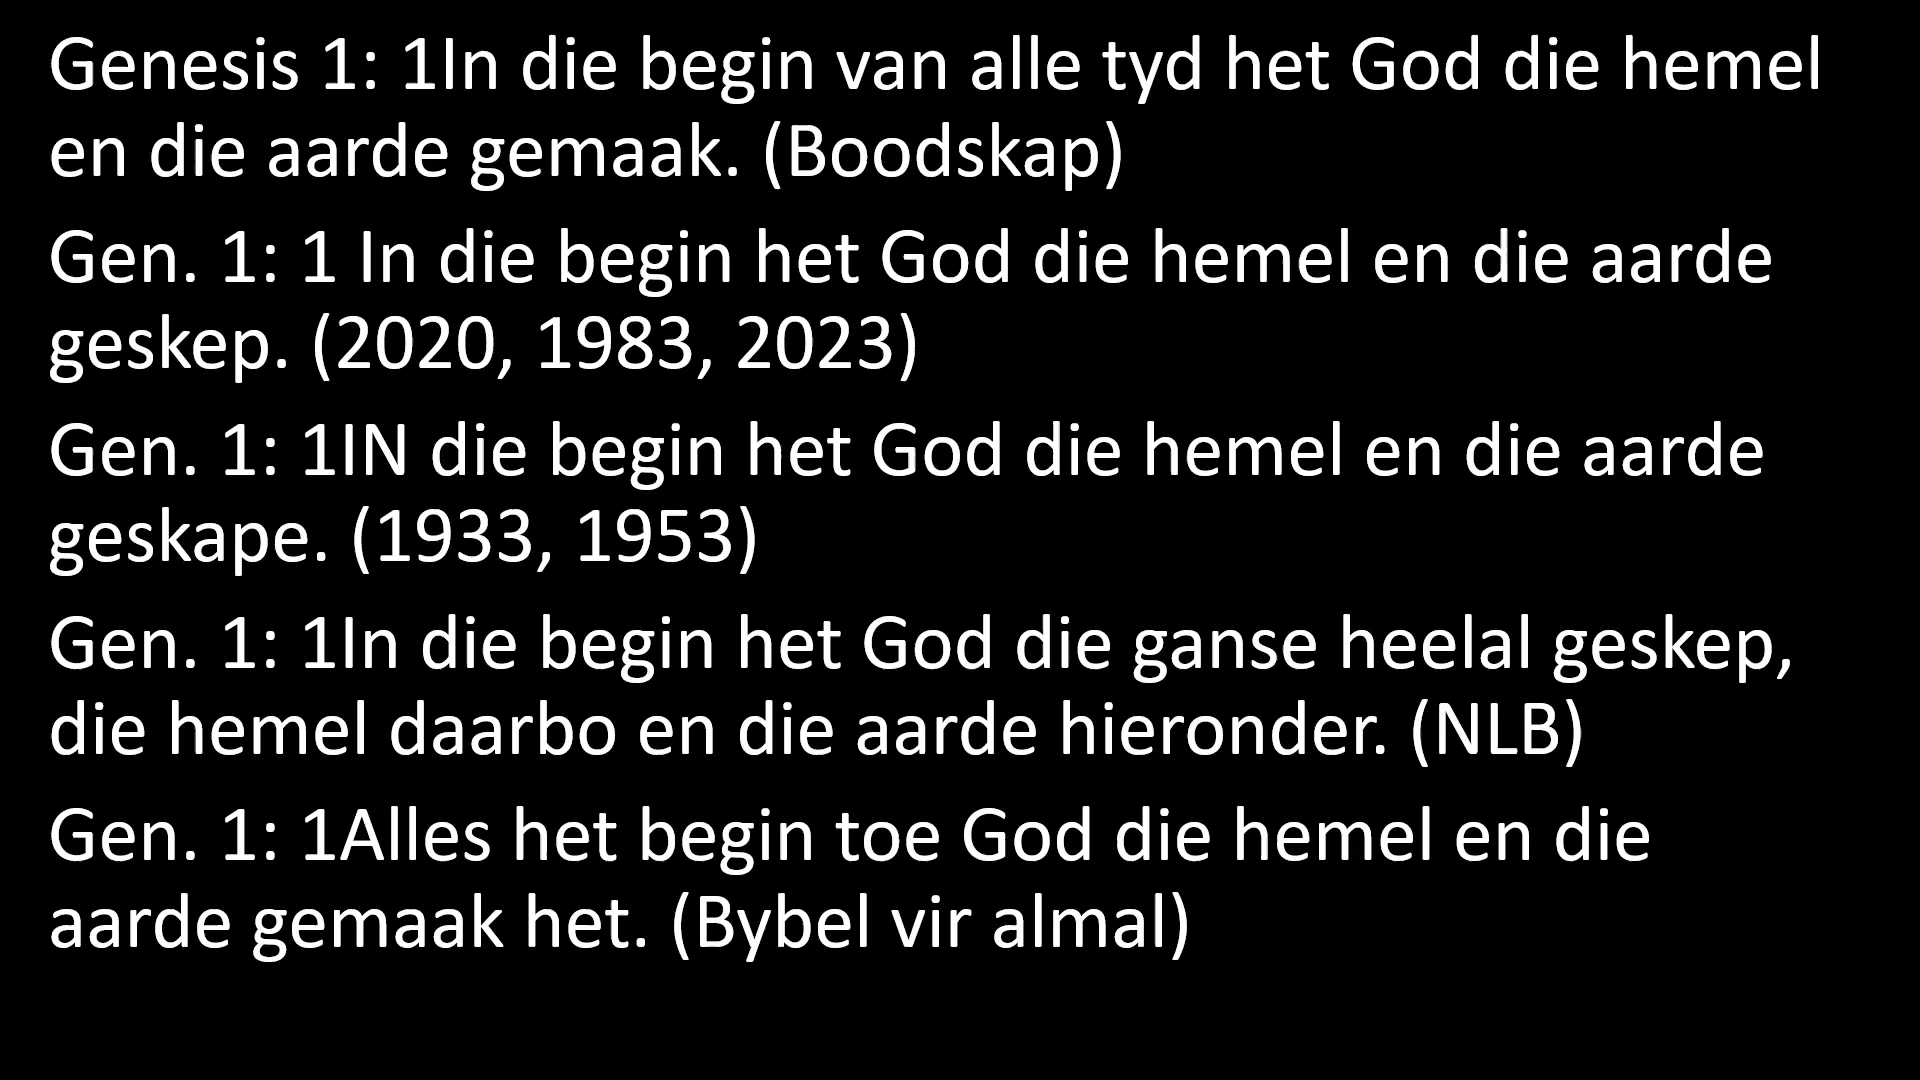 Genesis 1: 1In die begin van alle tyd het God die hemel
en die aarde gemaak. (Boodskap)
Gen. 1: 1 In die begin het God die hemel en die aarde
geskep. (2020, 1983, 2023)
Gen. 1: 1IN die begin het God die hemel en die aarde
geskape. (1933, 1953)
Gen. 1: 1In die begin het God die ganse heelal geskep,
die hemel daarbo en die aarde hieronder. (NLB)
Gen. 1: 1Alles het begin toe God die hemel en die
aarde gemaak het. (Bybel vir almal)